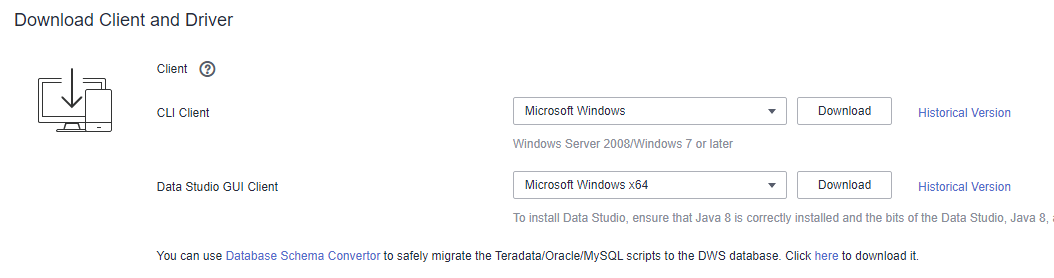 Download Client and Driver
Client ?
CLI Client Microsoft Windows Download Historical Version
Windows Server 2008/Windows 7 or later
Data Studio GUI Client Microsoft Windows x64 Download Historical Version
To install Data Studio, ensure that Java 8 is correctly installed and the bits of the Data Studio, Java 8,
You can use Database Schema Convertor to safely migrate the Teradata/Oracle/MySQL scripts to the DWS database. Click here to download it.